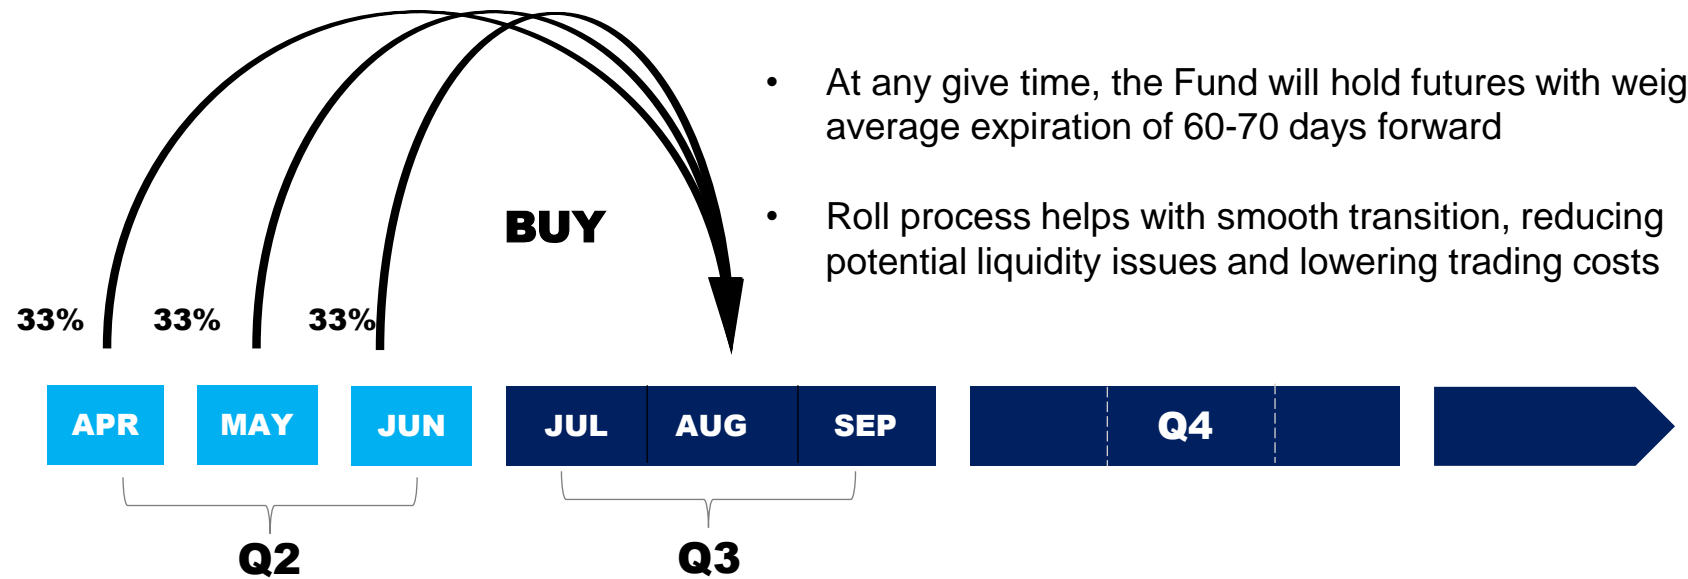 • At any give time, the Fund will hold futures with weig
average expiration of 60-70 days forward
• Roll process helps with smooth transition, reducing
potential liquidity issues and lowering trading costs
BUY
33% 33% 33%
APR MAY JUN JUL AUG SEP Q4
Q2 Q3